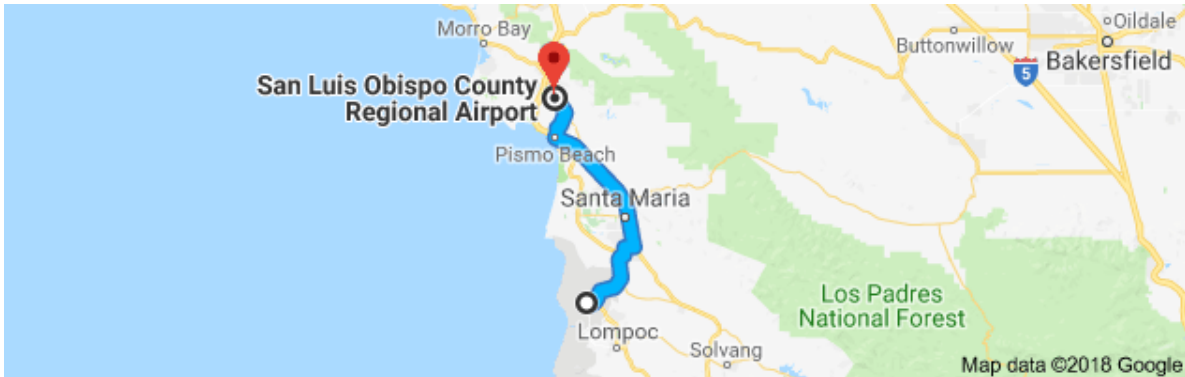 Morro Bay
San Luis Obispo County
Regional Airport
Pismo Beach
Santa Maria
Lompoc
Solvang
Los Padres
National Forest
Buttonwillow
5
Oildale
Bakersfield
Map data ©2018 Google